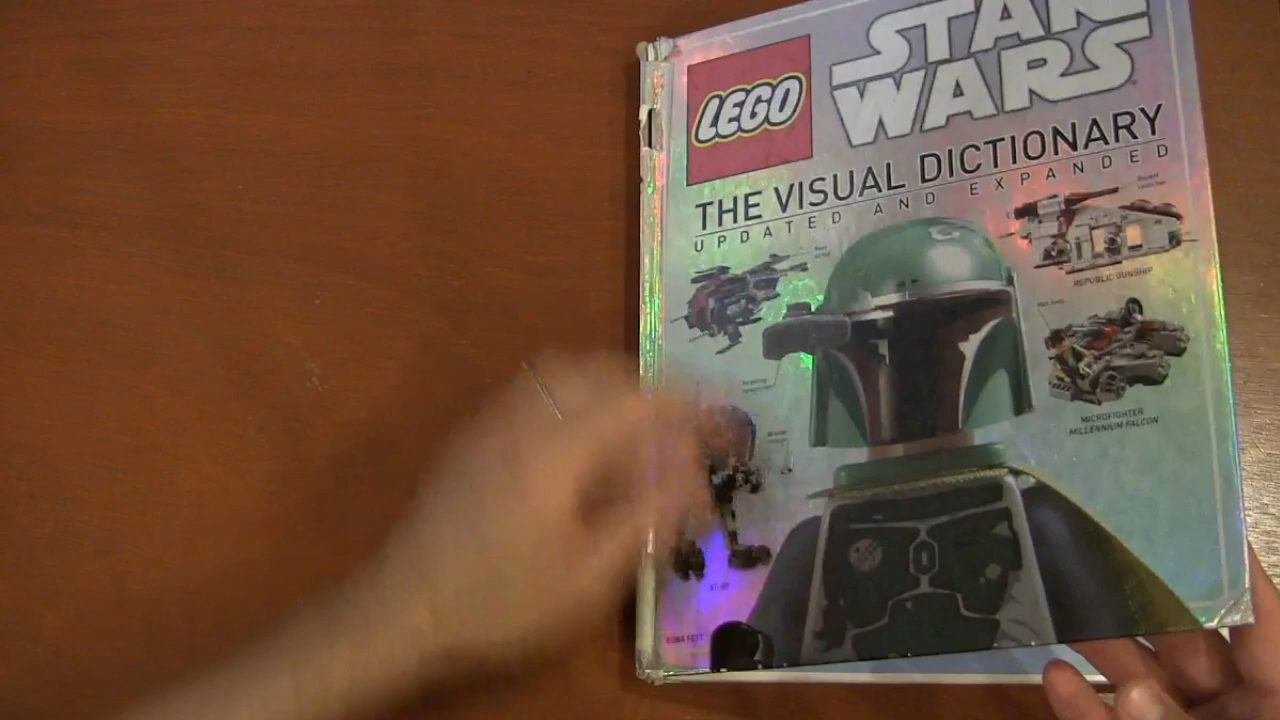 STAR
WARS
LEGO
THE VISUAL DICTIONARY
UPDATED AND EXPANDED
REPUBLIC GUNSHIP
MICROFIGHTER
MILLENNIUM FALCON
BOBA FETT